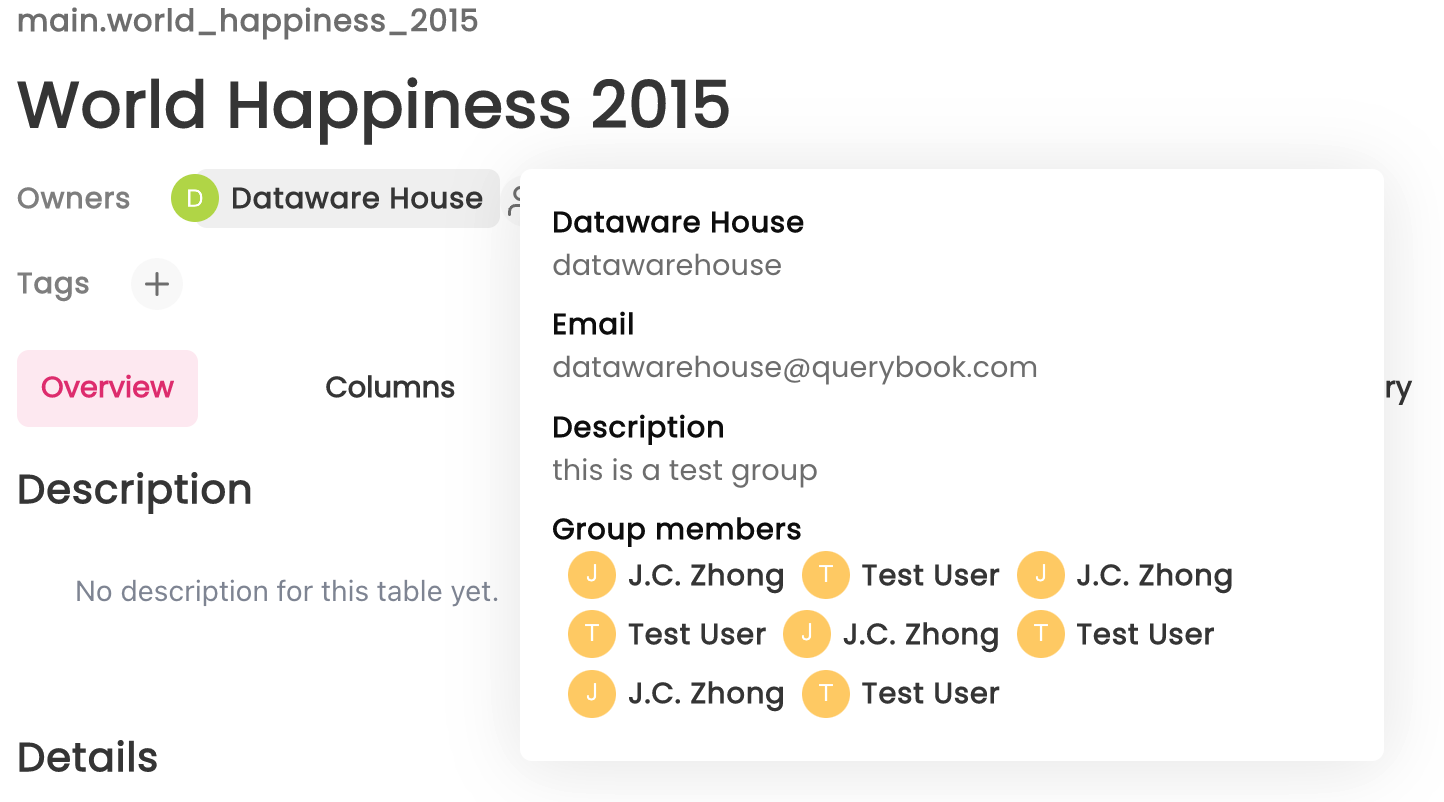 main.world_happiness_2015
World Happiness 2015
Owners D Dataware House
Tags +
Overview Columns
Description
No description for this table yet.
Details
Dataware House
datawarehouse
Email
datawarehouse@querybook.com
Description
this is a test group
Group members
J J.C. Zhong T Test User J J.C. Zhong
T Test User J J.C. Zhong T Test User
J J.C. Zhong T Test User